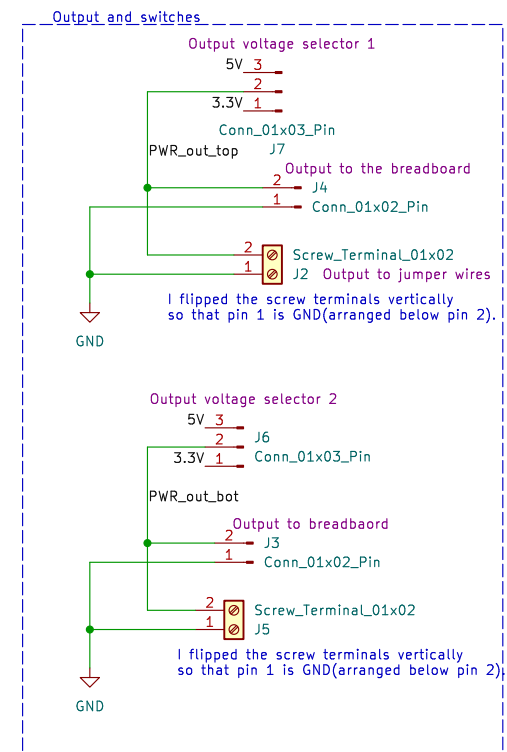 Output and switches
Output voltage selector 1
5V 3
2
3.3V 1
Conn_01x03_Pin
J7
PWR_out_top
Output to the breadboard
2 J4
1 Conn_01x02_Pin
2 Screw_Terminal_01x02
1 J2 Output to jumper wires
I flipped the screw terminals vertically
so that pin 1 is GND(arranged below pin 2).
GND
Output voltage selector 2
5V 3
2 J6
3.3V 1 Conn_01x03_Pin
PWR_out_bot
Output to breadbaord
2 J3
1 Conn_01x02_Pin
2 Screw_Terminal_01x02
1 J5
I flipped the screw terminals vertically
so that pin 1 is GND(arranged below pin 2).
GND